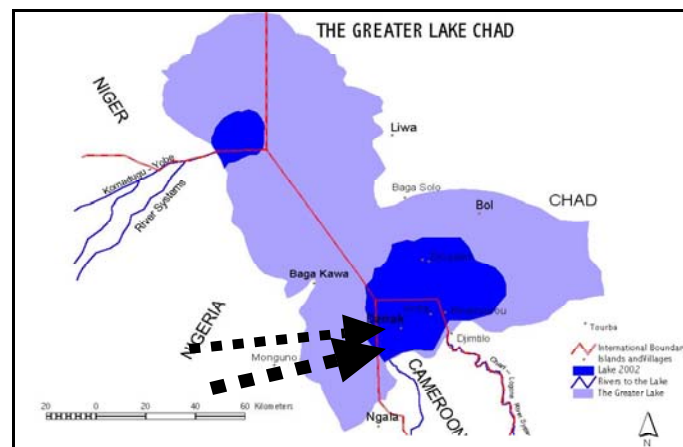 THE GREATER LAKE CHAD
NIGER
Liwa
Komadugu - Yobe
River Systems
Baga Solo
Bol
CHAD
Baga Kawa
NIGERIA
Monguno
Djimtilo
Tourba
CAMEROON
Ngala
International Boundar
Islands and Villages
Lake 2002
Rivers to the Lake
The Greater Lake
20 0 20 40 60 Kilometers
N